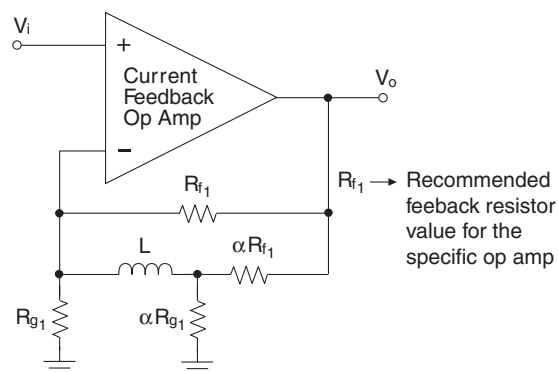 Vi
+
Current
Feedback
Op Amp
Vo
−
Rf1
Rf1 → Recommended
feeback resistor
value for the
specific op amp
L
αRf1
Rg1
αRg1